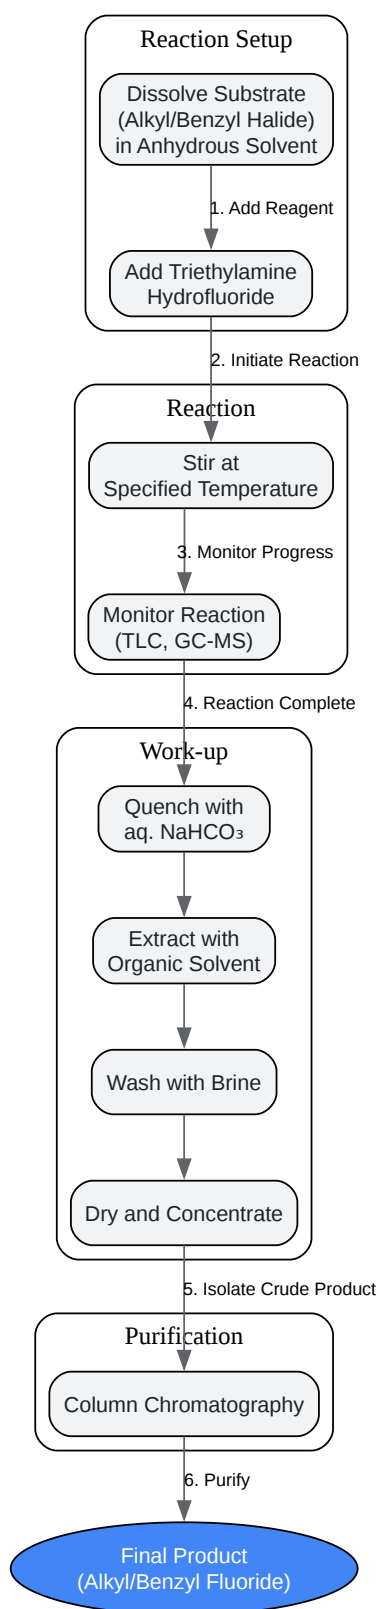 Reaction Setup
Dissolve Substrate
(Alkyl/Benzyl Halide)
in Anhydrous Solvent
1. Add Reagent
Add Triethylamine
Hydrofluoride
2. Initiate Reaction
Reaction
Stir at
Specified Temperature
3. Monitor Progress
Monitor Reaction
(TLC, GC-MS)
4. Reaction Complete
Work-up
Quench with
aq. NaHCO₃
Extract with
Organic Solvent
Wash with Brine
Dry and Concentrate
5. Isolate Crude Product
Purification
Column Chromatography
6. Purify
Final Product
(Alkyl/Benzyl Fluoride)